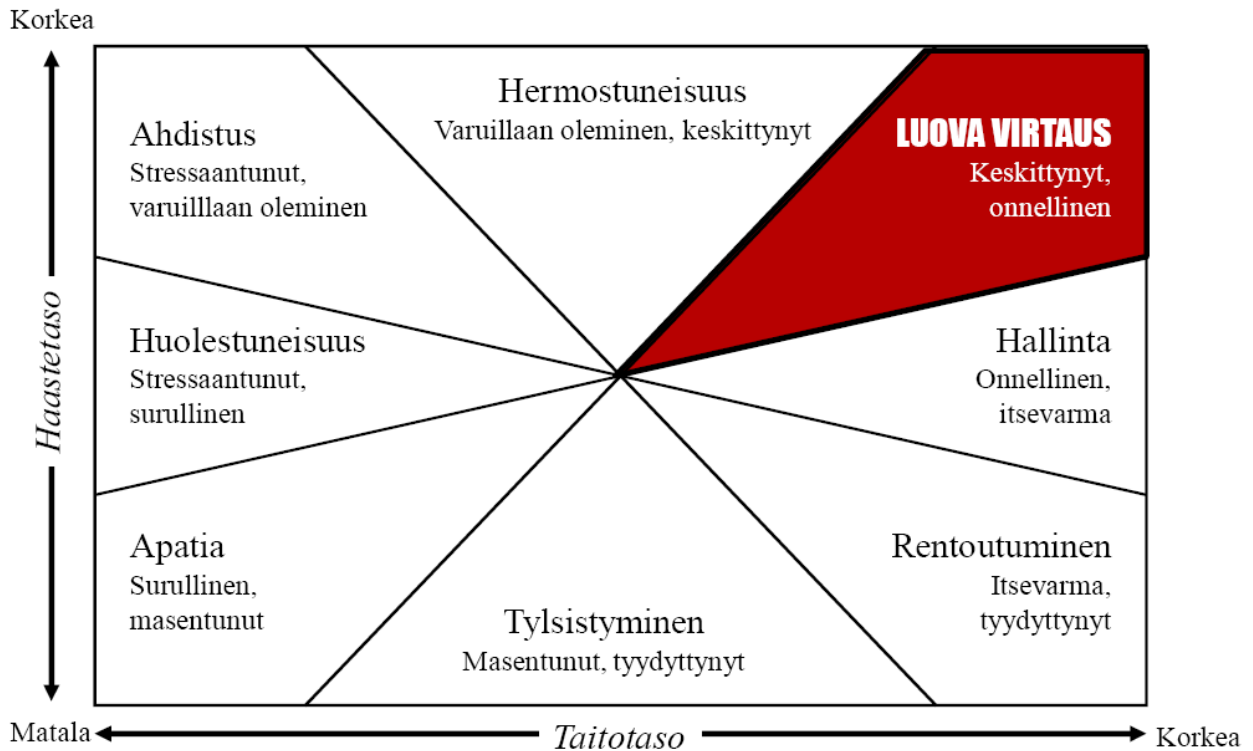 Korkea
Hermostuneisuus
Varuillaan oleminen, keskittynyt
Ahdistus
Stressaantunut,
varuilllaan oleminen
LUOVA VIRTAUS
Keskittynyt,
onnellinen
Haastetaso
Huolestuneisuus
Stressaantunut,
surullinen
Hallinta
Onnellinen,
itsevarma
Apatia
Surullinen,
masentunut
Tylsistyminen
Masentunut, tyydyttynyt
Rentoutuminen
Itsevarma,
tyydyttynyt
Matala
Taitotaso
Korkea